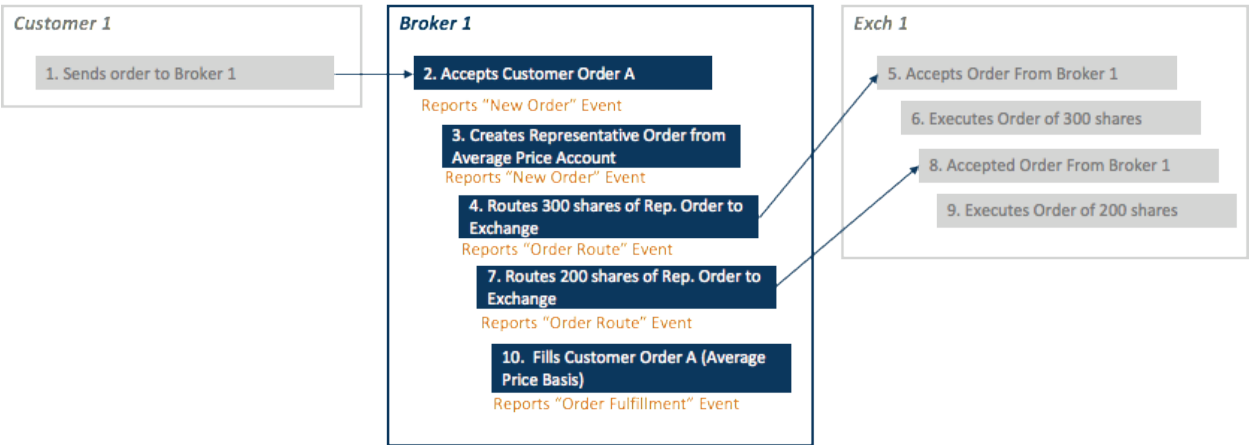 Customer 1
1. Sends order to Broker 1
Broker 1
2. Accepts Customer Order A
Reports “New Order” Event
3. Creates Representative Order from
Average Price Account
Reports “New Order” Event
4. Routes 300 shares of Rep. Order to
Exchange
Reports “Order Route” Event
7. Routes 200 shares of Rep. Order to
Exchange
Reports “Order Route” Event
10. Fills Customer Order A (Average
Price Basis)
Reports “Order Fulfillment” Event
Exch 1
5. Accepts Order From Broker 1
6. Executes Order of 300 shares
8. Accepted Order From Broker 1
9. Executes Order of 200 shares